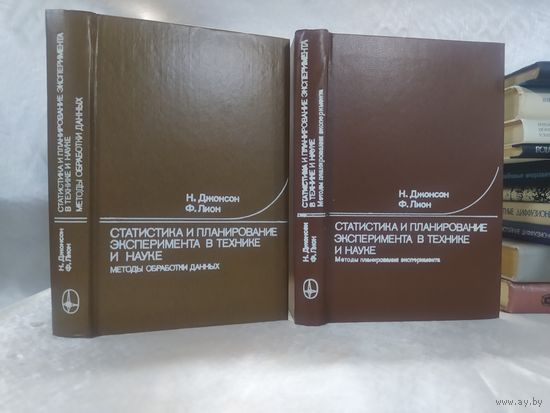 СТАТИСТИКА И ПЛАНИРОВАНИЕ ЭКСПЕРИМЕНТА
В ТЕХНИКЕ И НАУКЕ
МЕТОДЫ ОБРАБОТКИ ДАННЫХ
Н. Джонсон
Ф. Лион
Н. Джонсон
Ф. Лион
СТАТИСТИКА И ПЛАНИРОВАНИЕ
ЭКСПЕРИМЕНТА В ТЕХНИКЕ
И НАУКЕ
МЕТОДЫ ОБРАБОТКИ ДАННЫХ
СТАТИСТИКА И ПЛАНИРОВАНИЕ ЭКСПЕРИМЕНТА
В ТЕХНИКЕ И НАУКЕ
Методы планирования эксперимента
Н. Джонсон
Ф. Лион
Н. Джонсон
Ф. Лион
СТАТИСТИКА И ПЛАНИРОВАНИЕ
ЭКСПЕРИМЕНТА В ТЕХНИКЕ
И НАУКЕ
Методы планирования эксперимента
www.ay.by